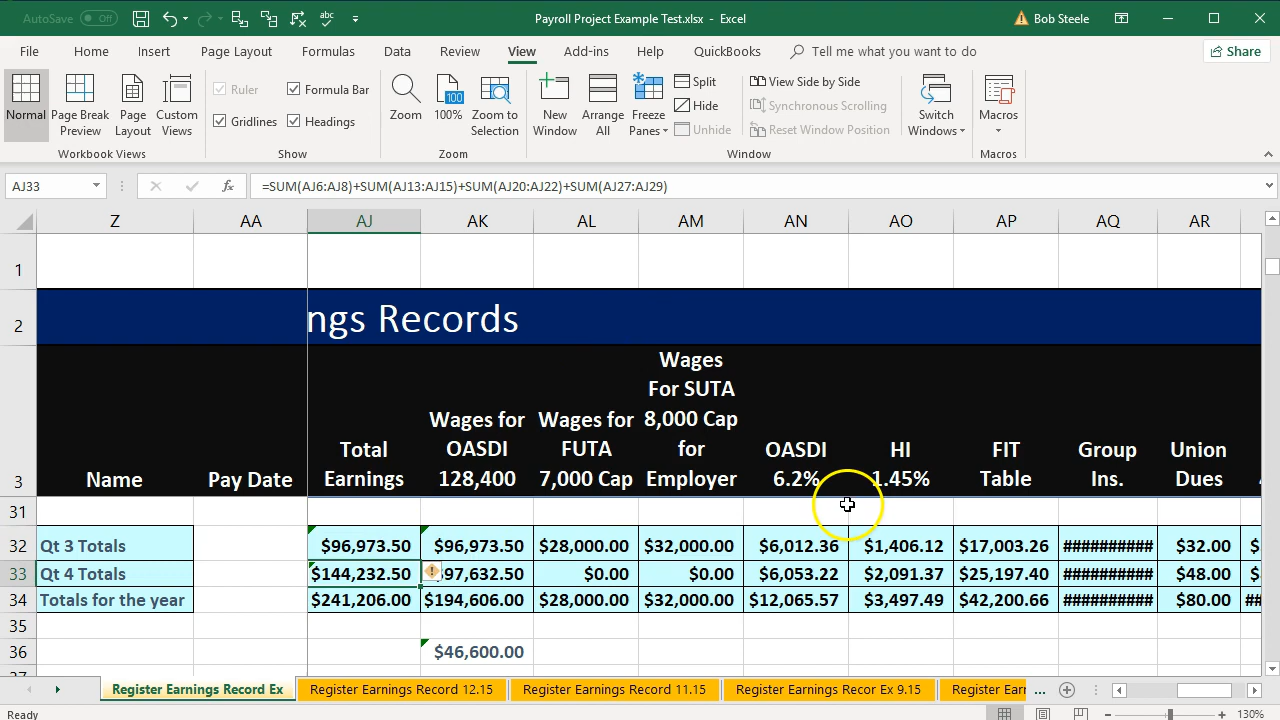 AutoSave Off
Payroll Project Example Test.xlsx - Excel
Bob Steele
File Home Insert Page Layout Formulas Data Review View Add-ins Help QuickBooks Tell me what you want to do Share
Normal
Page Break Preview
Page Layout
Custom Views
Workbook Views
Ruler
Formula Bar
Gridlines
Headings
Show
Zoom
100
100%
Zoom to Selection
Zoom
New Window
Arrange All
Freeze Panes
Split
Hide
Unhide
View Side by Side
Synchronous Scrolling
Reset Window Position
Switch Windows
Window
Macros
Macros
AJ33
fx
=SUM(AJ6:AJ8)+SUM(AJ13:AJ15)+SUM(AJ20:AJ22)+SUM(AJ27:AJ29)
Z AA AJ AK AL AM AN AO AP AQ AR
1
2 ngs Records
3
Name
Pay Date
Total Earnings
Wages for OASDI 128,400
Wages for FUTA 7,000 Cap
Wages For SUTA 8,000 Cap for Employer
OASDI 6.2%
HI 1.45%
FIT Table
Group Ins.
Union Dues
31
32 Qt 3 Totals $96,973.50 $96,973.50 $28,000.00 $32,000.00 $6,012.36 $1,406.12 $17,003.26 ########## $32.00 $
33 Qt 4 Totals $144,232.50 $97,632.50 $0.00 $0.00 $6,053.22 $2,091.37 $25,197.40 ########## $48.00 $
34 Totals for the year $241,206.00 $194,606.00 $28,000.00 $32,000.00 $12,065.57 $3,497.49 $42,200.66 ########## $80.00 ##
35
36 $46,600.00
Register Earnings Record Ex Register Earnings Record 12.15 Register Earnings Record 11.15 Register Earnings Recor Ex 9.15 Register Earn ...
Ready
130%